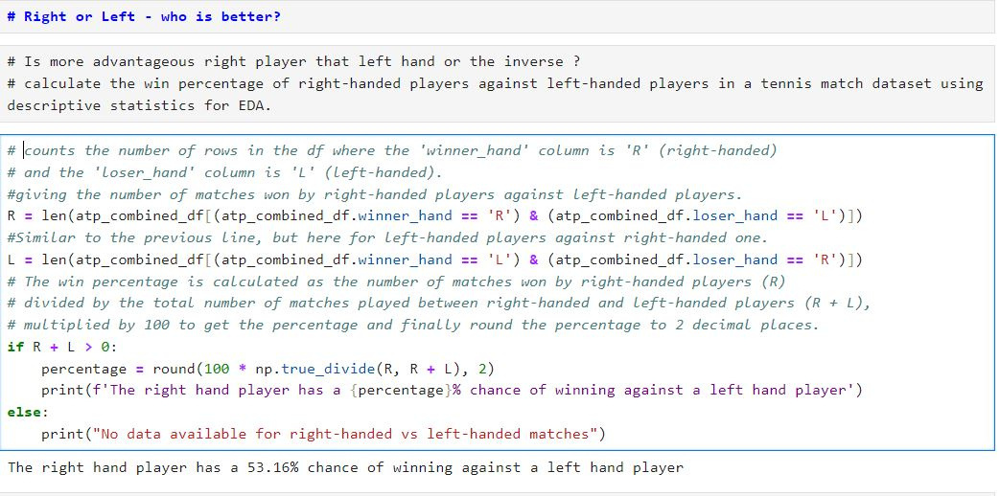 # Right or Left - who is better?
# Is more advantageous right player that left hand or the inverse ?
# calculate the win percentage of right-handed players against left-handed players in a tennis match dataset using
descriptive statistics for EDA.
# counts the number of rows in the df where the 'winner_hand' column is 'R' (right-handed)
# and the 'loser_hand' column is 'L' (left-handed).
#giving the number of matches won by right-handed players against left-handed players.
R = len(atp_combined_df[(atp_combined_df.winner_hand == 'R') & (atp_combined_df.loser_hand == 'L')])
#Similar to the previous line, but here for left-handed players against right-handed one.
L = len(atp_combined_df[(atp_combined_df.winner_hand == 'L') & (atp_combined_df.loser_hand == 'R')])
# The win percentage is calculated as the number of matches won by right-handed players (R)
# divided by the total number of matches played between right-handed and left-handed players (R + L),
# multiplied by 100 to get the percentage and finally round the percentage to 2 decimal places.
if R + L > 0:
    percentage = round(100 * np.true_divide(R, R + L), 2)
    print(f'The right hand player has a {percentage}% chance of winning against a left hand player')
else:
    print("No data available for right-handed vs left-handed matches")
The right hand player has a 53.16% chance of winning against a left hand player